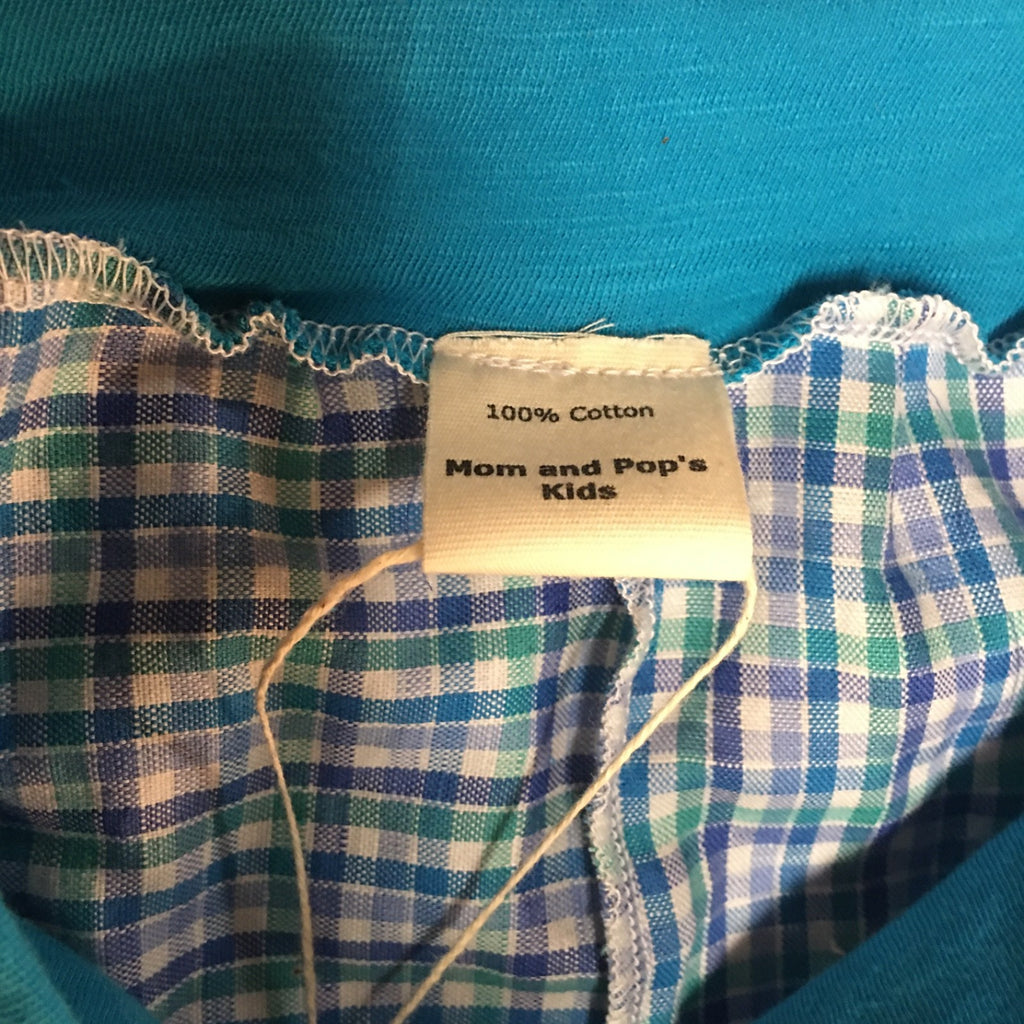 100% Cotton
Mom and Pop's
Kids